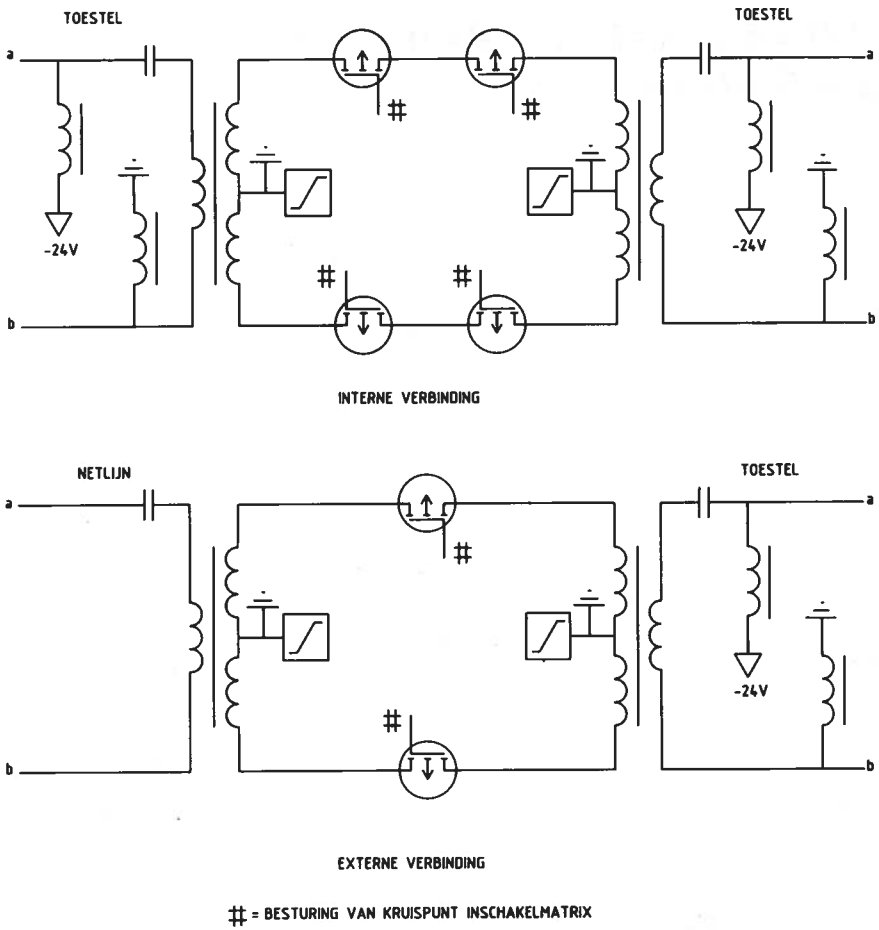 TOESTEL
TOESTEL
a
a
#
#
-24V
-24V
#
#
b
b
INTERNE VERBINDING
NETLIJN
TOESTEL
a
a
#
-24V
#
b
b
EXTERNE VERBINDING
# = BESTURING VAN KRUISPUNT INSCHAKELMATRIX